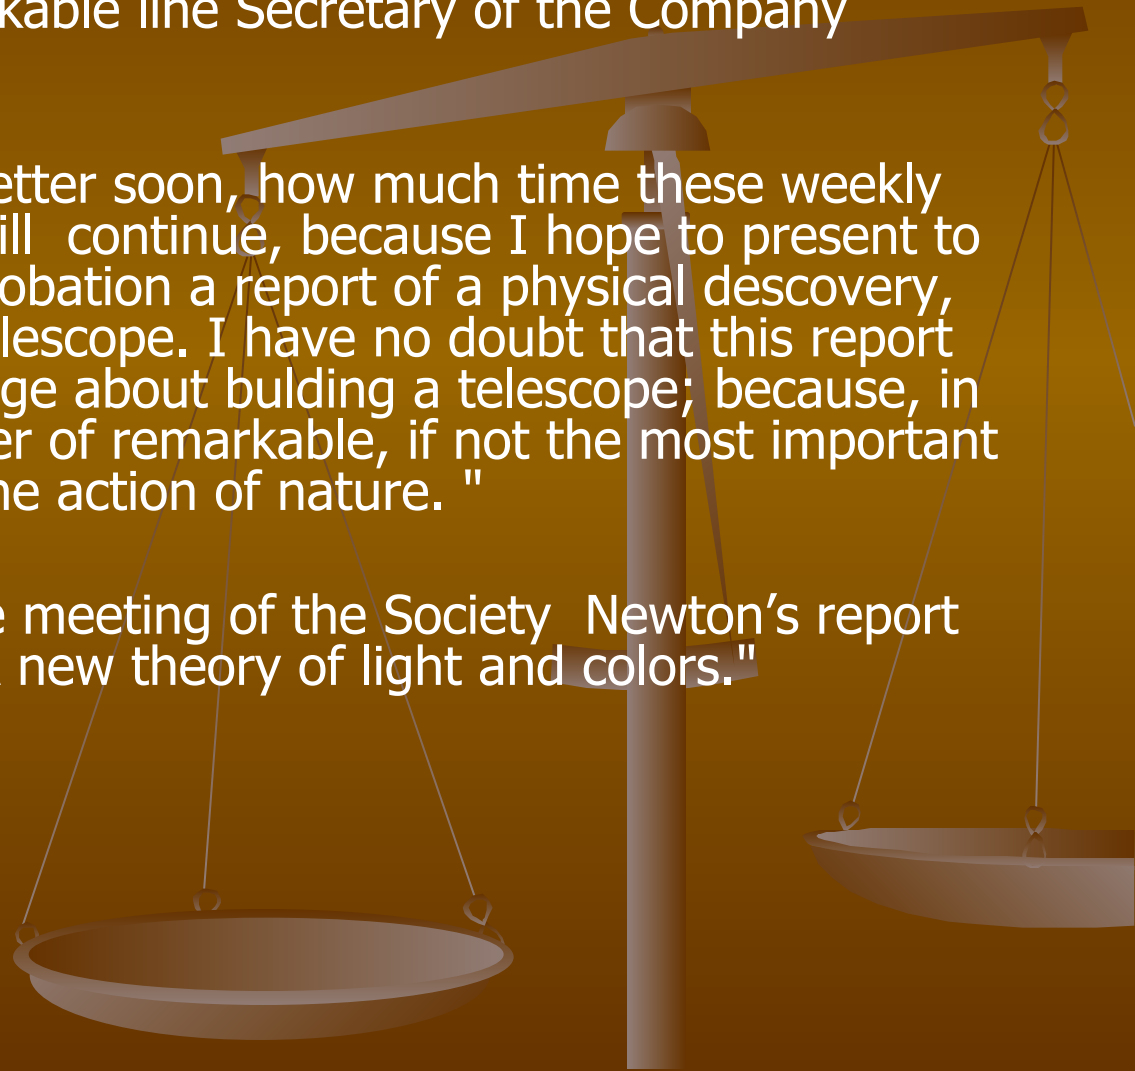 kable line Secretary of the Company
etter soon, how much time these weekly
ill continue, because I hope to present to
obation a report of a physical descovery,
lescope. I have no doubt that this report
ge about bulding a telescope; because, in
er of remarkable, if not the most important
ne action of nature. "
e meeting of the Society Newton’s report
new theory of light and colors."